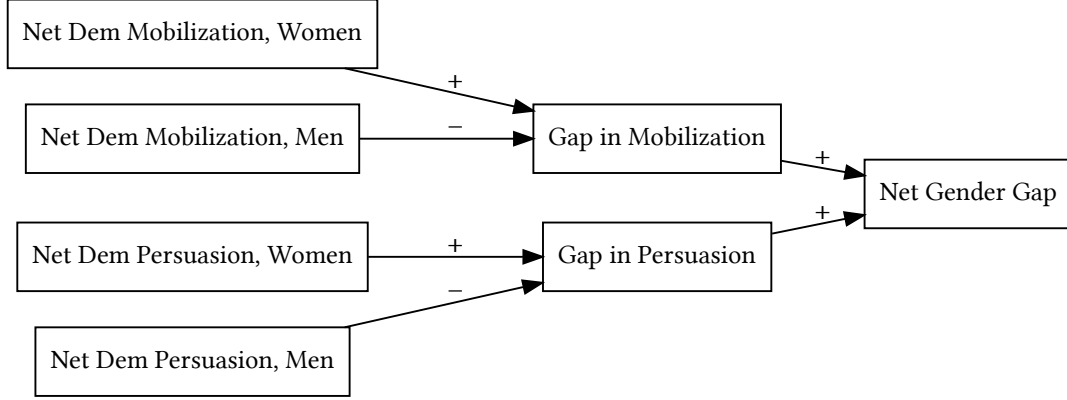 Net Dem Mobilization, Women
+
Net Dem Mobilization, Men
−
Gap in Mobilization
+
Net Gender Gap
Net Dem Persuasion, Women
+
Gap in Persuasion
+
−
Net Dem Persuasion, Men